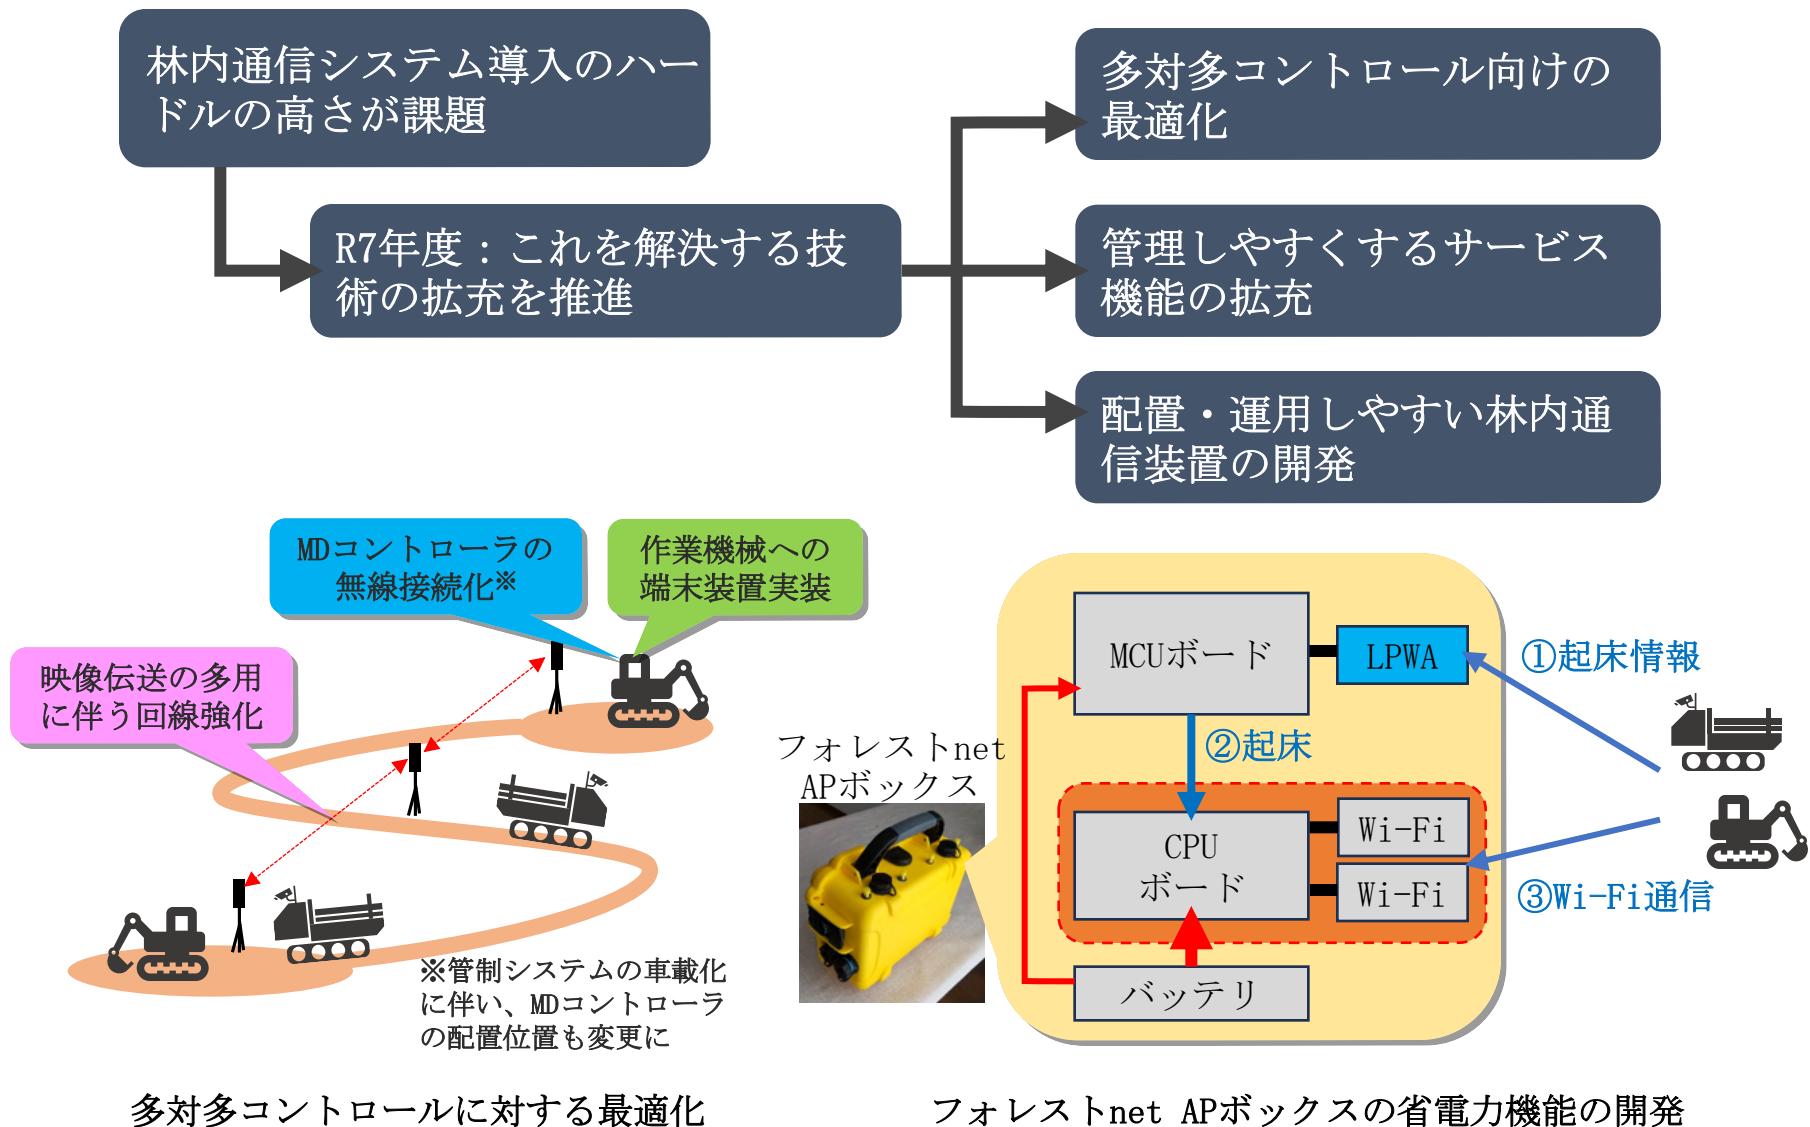 林内通信システム導入のハー
ドルの高さが課題
R7年度：これを解決する技
術の拡充を推進
多対多コントロール向けの
最適化
管理しやすくするサービス
機能の拡充
配置・運用しやすい林内通
信装置の開発
MDコントローラの
無線接続化※
作業機械への
端末装置実装
映像伝送の多用
に伴う回線強化
※管制システムの車載化
に伴い、MDコントローラ
の配置位置も変更に
多対多コントロールに対する最適化
フォレストnet
APボックス
MCUボード
LPWA
①起床情報
②起床
CPU
ボード
Wi-Fi
Wi-Fi
③Wi-Fi通信
バッテリ
フォレストnet APボックスの省電力機能の開発